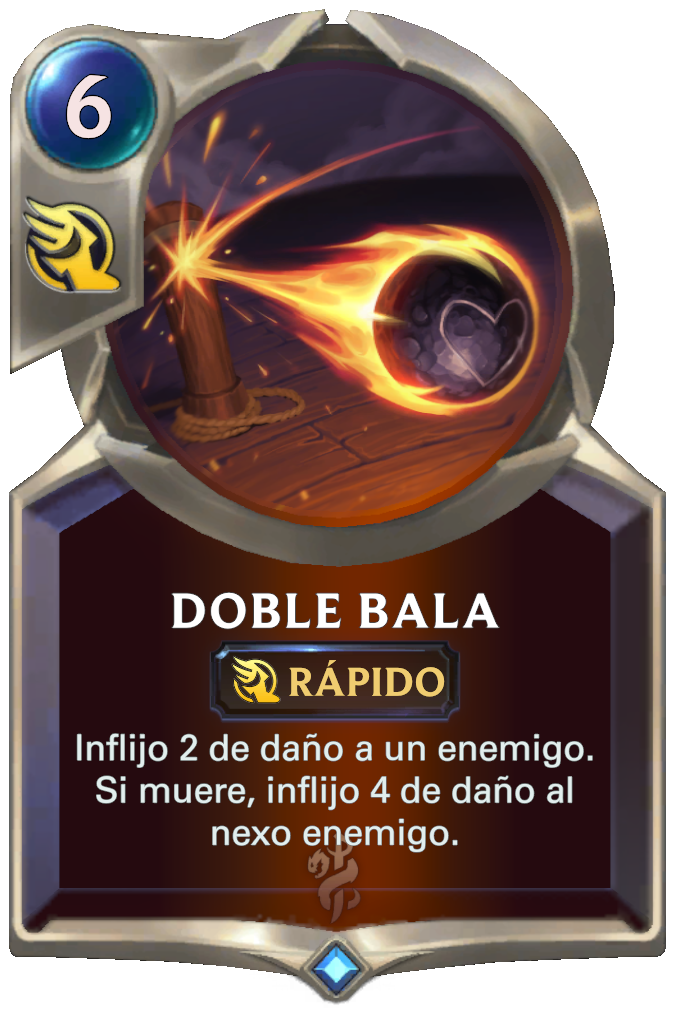 6
DOBLE BALA
RÁPIDO
Inflijo 2 de daño a un enemigo.
Si muere, inflijo 4 de daño al
nexo enemigo.